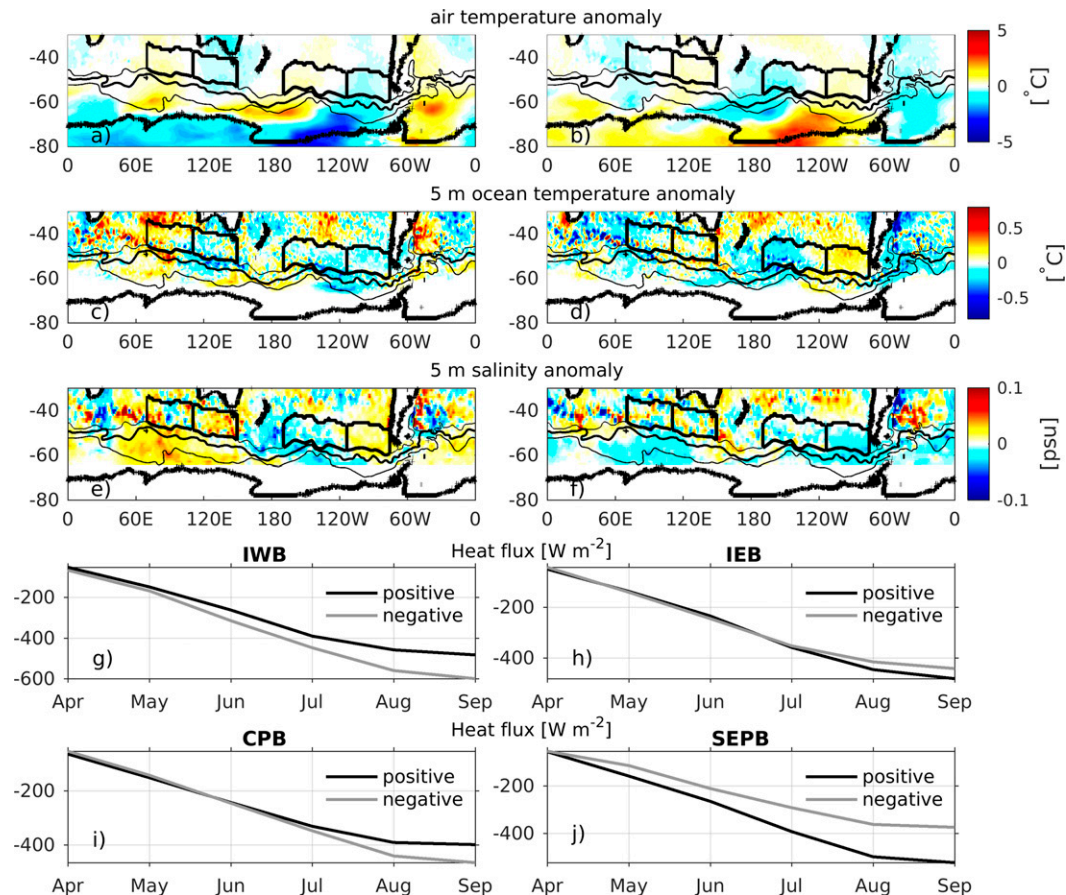 air temperature anomaly
-30
-40
-60
-80
a)
b)
0 60E 120E 180 120W 60W 0
0 60E 120E 180 120W 60W 0
5
0
-5
[°C]
5 m ocean temperature anomaly
-40
-60
-80
c)
-40
-60
-80
d)
0 60E 120E 180 120W 60W 0
0 60E 120E 180 120W 60W 0
0.5
0
-0.5
[°C]
5 m salinity anomaly
-40
-60
-80
e)
-40
-60
-80
f)
0 60E 120E 180 120W 60W 0
0 60E 120E 180 120W 60W 0
0.1
0
-0.1
[psu]
Heat flux [W m-2]
IWB
positive
negative
-200
-400
-600
g)
Apr May Jun Jul Aug Sep
IEB
positive
negative
-200
-400
h)
Apr May Jun Jul Aug Sep
Heat flux [W m-2]
CPB
positive
negative
-200
-400
i)
Apr May Jun Jul Aug Sep
SEPB
positive
negative
-200
-400
j)
Apr May Jun Jul Aug Sep